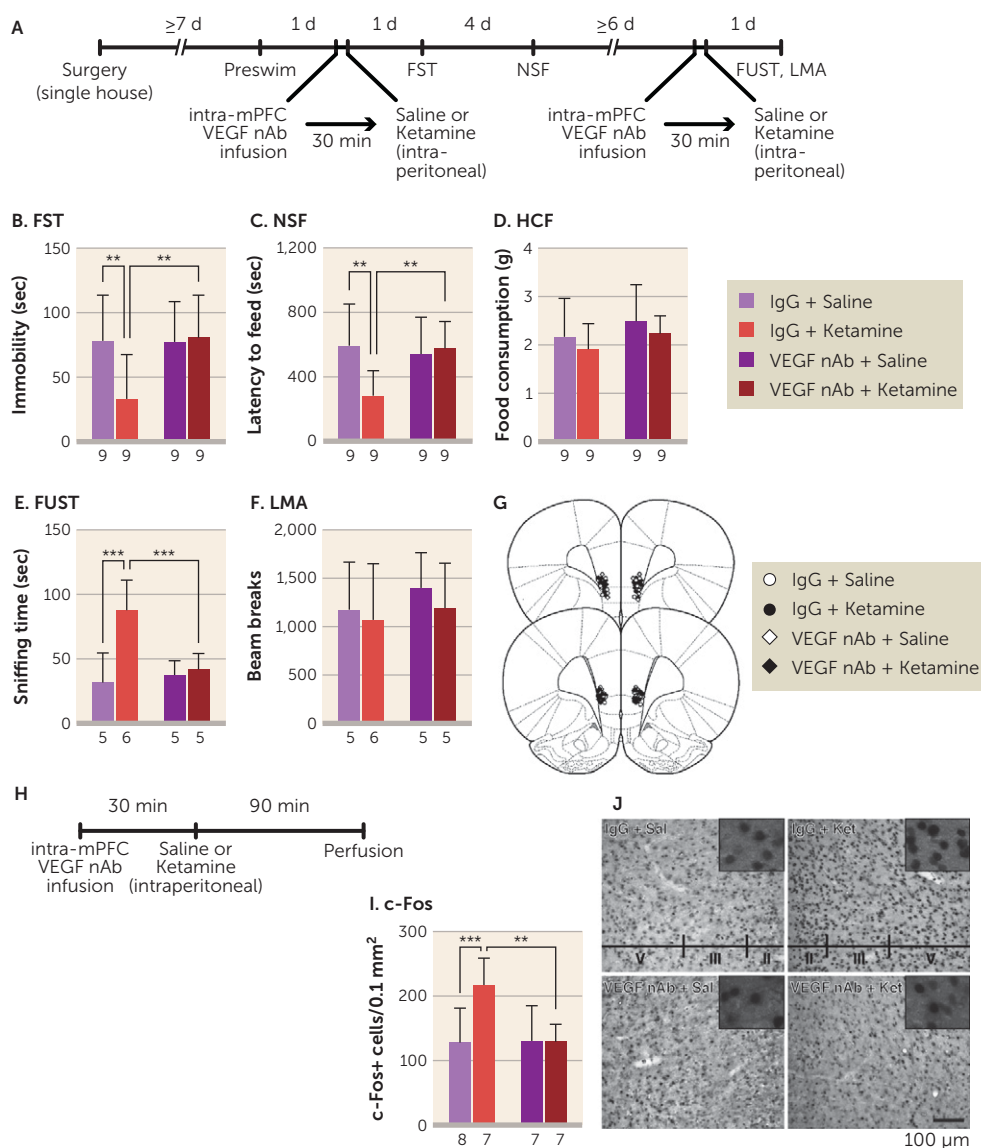 A
≥7 d
1 d
1 d
4 d
≥6 d
1 d
Surgery
(single house)
Preswim
FST
NSF
FUST, LMA
intra-mPFC
VEGF nAb
infusion
30 min
Saline or
Ketamine
(intra-
peritoneal)
intra-mPFC
VEGF nAb
infusion
30 min
Saline or
Ketamine
(intra-
peritoneal)
B. FST
Immobility (sec)
150
100
50
0
**
**
9 9 9 9
C. NSF
Latency to feed (sec)
1,200
800
400
0
**
**
9 9 9 9
D. HCF
Food consumption (g)
4
3
2
1
0
9 9 9 9
IgG + Saline
IgG + Ketamine
VEGF nAb + Saline
VEGF nAb + Ketamine
E. FUST
Sniffing time (sec)
150
100
50
0
***
***
5 6 5 5
F. LMA
Beam breaks
2,000
1,500
1,000
500
0
5 6 5 5
G
IgG + Saline
IgG + Ketamine
VEGF nAb + Saline
VEGF nAb + Ketamine
H
30 min
90 min
intra-mPFC
VEGF nAb
infusion
Saline or
Ketamine
(intraperitoneal)
Perfusion
I. c-Fos
c-Fos+ cells/0.1 mm²
300
200
100
0
***
**
8 7 7 7
J
IgG + Sal
IgG + Ket
V III II
II III V
VEGF nAb + Sal
VEGF nAb + Ket
100 µm